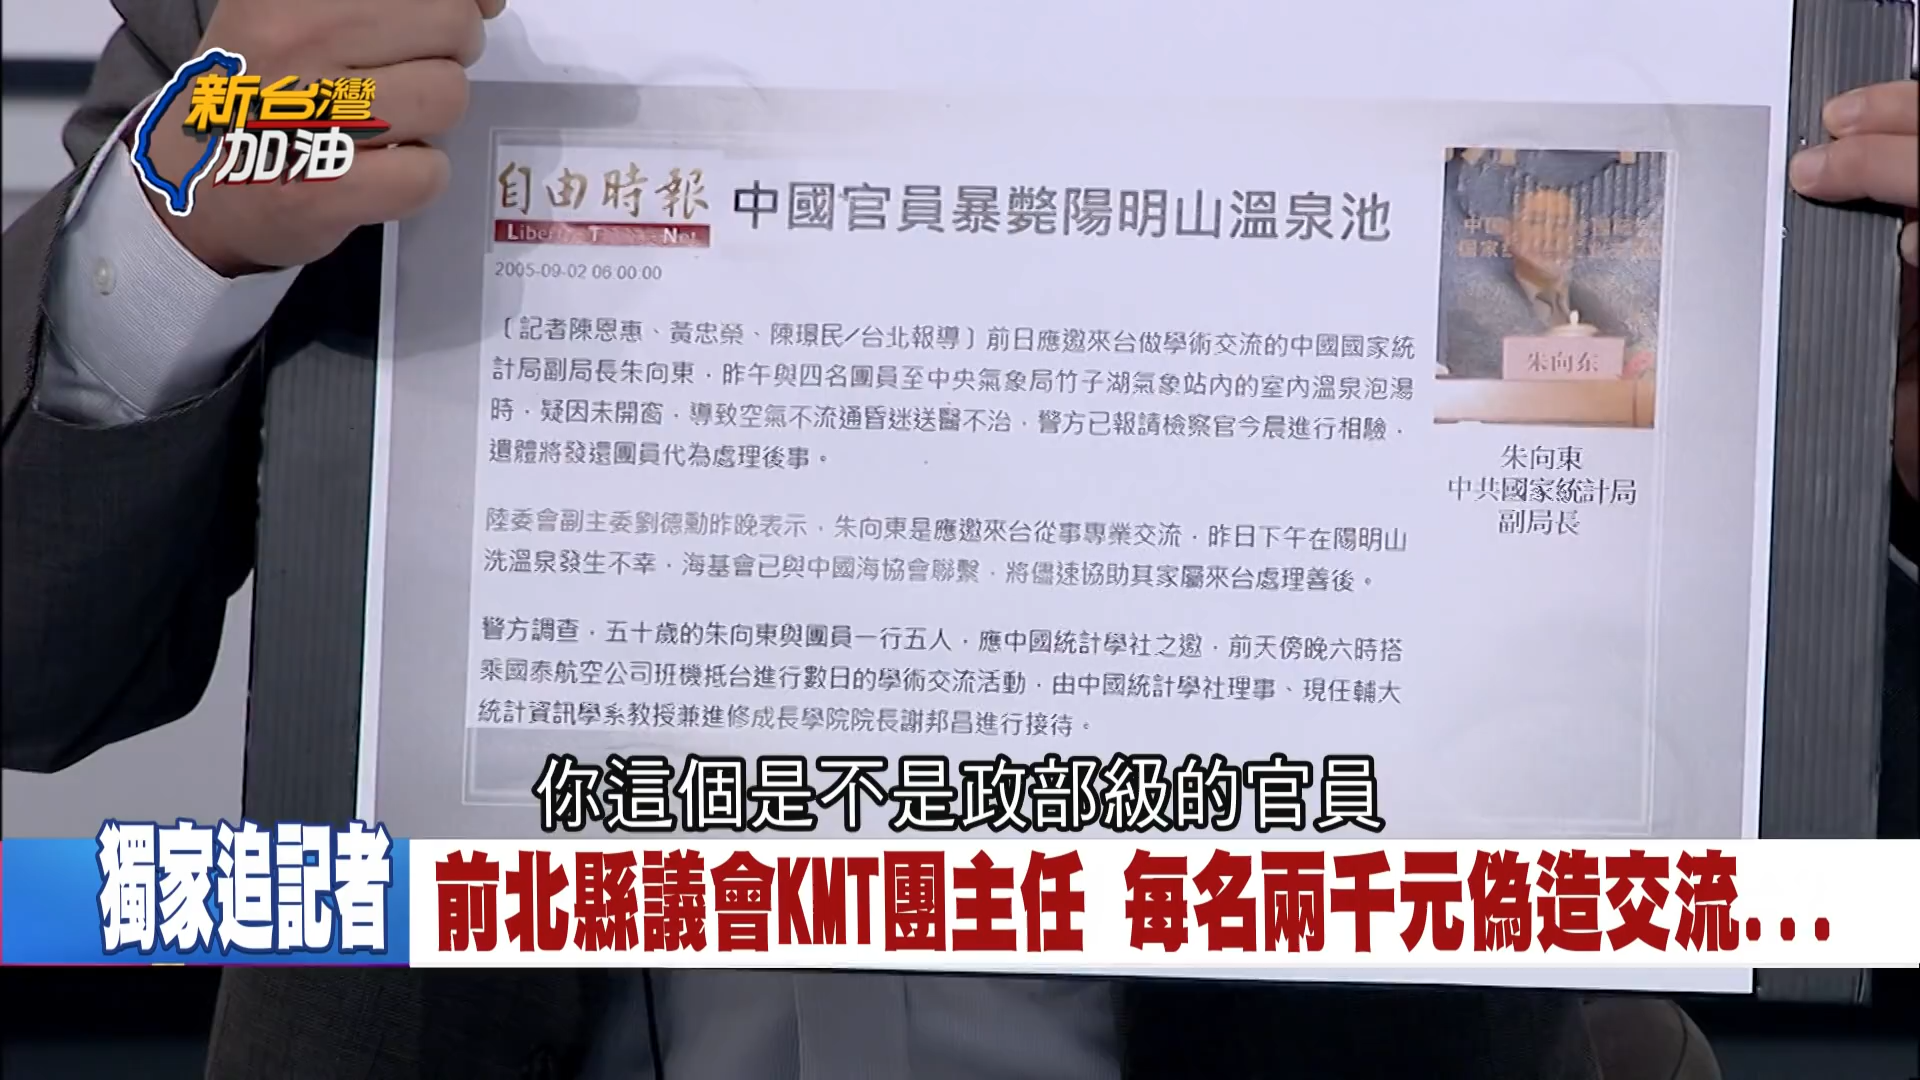 新台灣
加油
自由時報
Liberty Times Net
中國官員暴斃陽明山溫泉池
2005-09-02 06:00:00
〔記者陳恩惠、黃忠榮、陳璟民／台北報導〕前日應邀來台做學術交流的中國國家統
計局副局長朱向東，昨午與四名團員至中央氣象局竹子湖氣象站內的室內溫泉泡湯
時，疑因未開窗，導致空氣不流通昏迷送醫不治，警方已報請檢察官今晨進行相驗，
遺體將發還團員代為處理後事。
陸委會副主委劉德勳昨晚表示，朱向東是應邀來台從事專業交流，昨日下午在陽明山
洗溫泉發生不幸，海基會已與中國海協會聯繫，將儘速協助其家屬來台處理善後。
警方調查，五十歲的朱向東與團員一行五人，應中國統計學社之邀，前天傍晚六時搭
乘國泰航空公司班機抵台進行數日的學術交流活動，由中國統計學社理事、現任輔大
統計資訊學系教授兼進修成長學院院長謝邦昌進行接待。
朱向东
朱向東
中共國家統計局
副局長
你這個是不是政部級的官員
獨家追記者
前北縣議會KMT團主任 每名兩千元偽造交流...